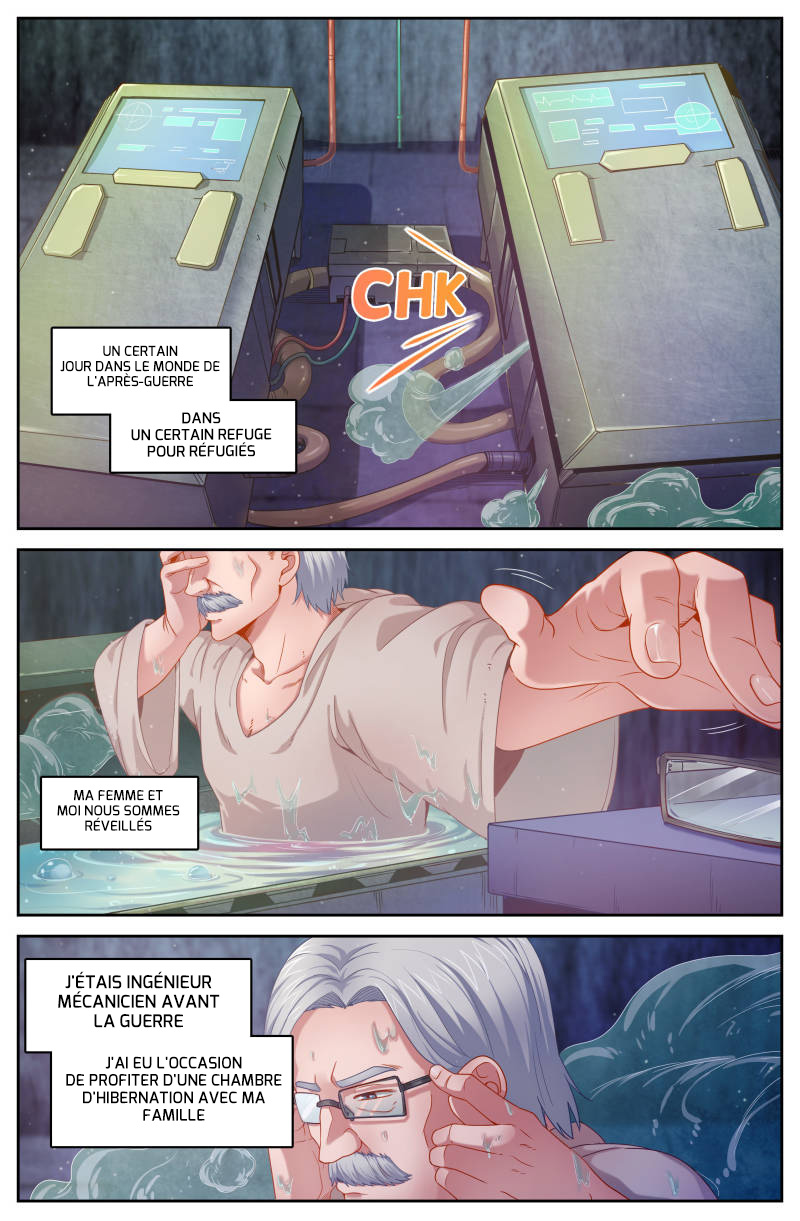 CHK
UN CERTAIN
JOUR DANS LE MONDE DE
L'APRÈS-GUERRE
DANS
UN CERTAIN REFUGE
POUR RÉFUGIÉS
MA FEMME ET
MOI NOUS SOMMES
RÉVEILLÉS
J'ÉTAIS INGÉNIEUR
MÉCANICIEN AVANT
LA GUERRE
J'AI EU L'OCCASION
DE PROFITER D'UNE CHAMBRE
D'HIBERNATION AVEC MA
FAMILLE